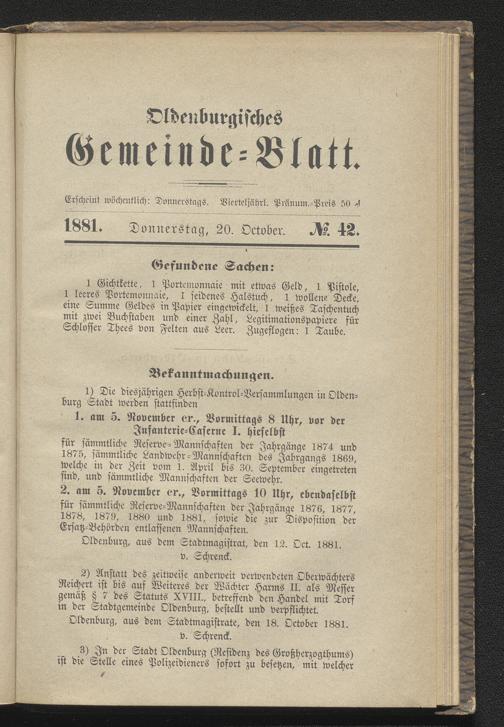 Oldenburgisches
Gemeinde-Blatt.
Erscheint wöchentlich: Donnerstags. Vierteljährl. Pränum.-Preis 50 ₰
1881. Donnerstag, 20. October. №. 42.
Gefundene Sachen:
1 Gichtkette, 1 Portemonnaie mit etwas Geld, 1 Pistole,
1 leeres Portemonnaie, 1 seidenes Halstuch, 1 wollene Decke,
eine Summe Geldes in Papier eingewickelt, 1 weißes Taschentuch
mit zwei Buchstaben und einer Zahl, Legitimationspapiere für
Schlosser Thees von Felten aus Leer. Zugeflogen: 1 Taube.
Bekanntmachungen.
1) Die diesjährigen Herbst-Kontrol-Versammlungen in Olden-
burg Stadt werden stattfinden
1. am 5. November cr., Vormittags 8 Uhr, vor der
Infanterie-Caserne I. hieselbst
für sämmtliche Reserve-Mannschaften der Jahrgänge 1874 und
1875, sämmtliche Landwehr-Mannschaften des Jahrgangs 1869,
welche in der Zeit vom 1. April bis 30. September eingetreten
sind, und sämmtliche Mannschaften der Seewehr.
2. am 5. November cr., Vormittags 10 Uhr, ebendaselbst
für sämmtliche Reserve-Mannschaften der Jahrgänge 1876, 1877,
1878, 1879, 1880 und 1881, sowie die zur Disposition der
Ersatz-Behörden entlassenen Mannschaften.
Oldenburg, aus dem Stadtmagistrat, den 12. Oct. 1881.
v. Schrenck.
2) Anstatt des zeitweise anderweit verwendeten Oberwächters
Reichert ist bis auf Weiteres der Wächter Harms II. als Messer
gemäß § 7 des Statuts XVIII., betreffend den Handel mit Torf
in der Stadtgemeinde Oldenburg, bestellt und verpflichtet.
Oldenburg, aus dem Stadtmagistrate, den 18. October 1881.
v. Schrenck.
3) In der Stadt Oldenburg (Residenz des Großherzogthums)
ist die Stelle eines Polizeidieners sofort zu besetzen, mit welcher